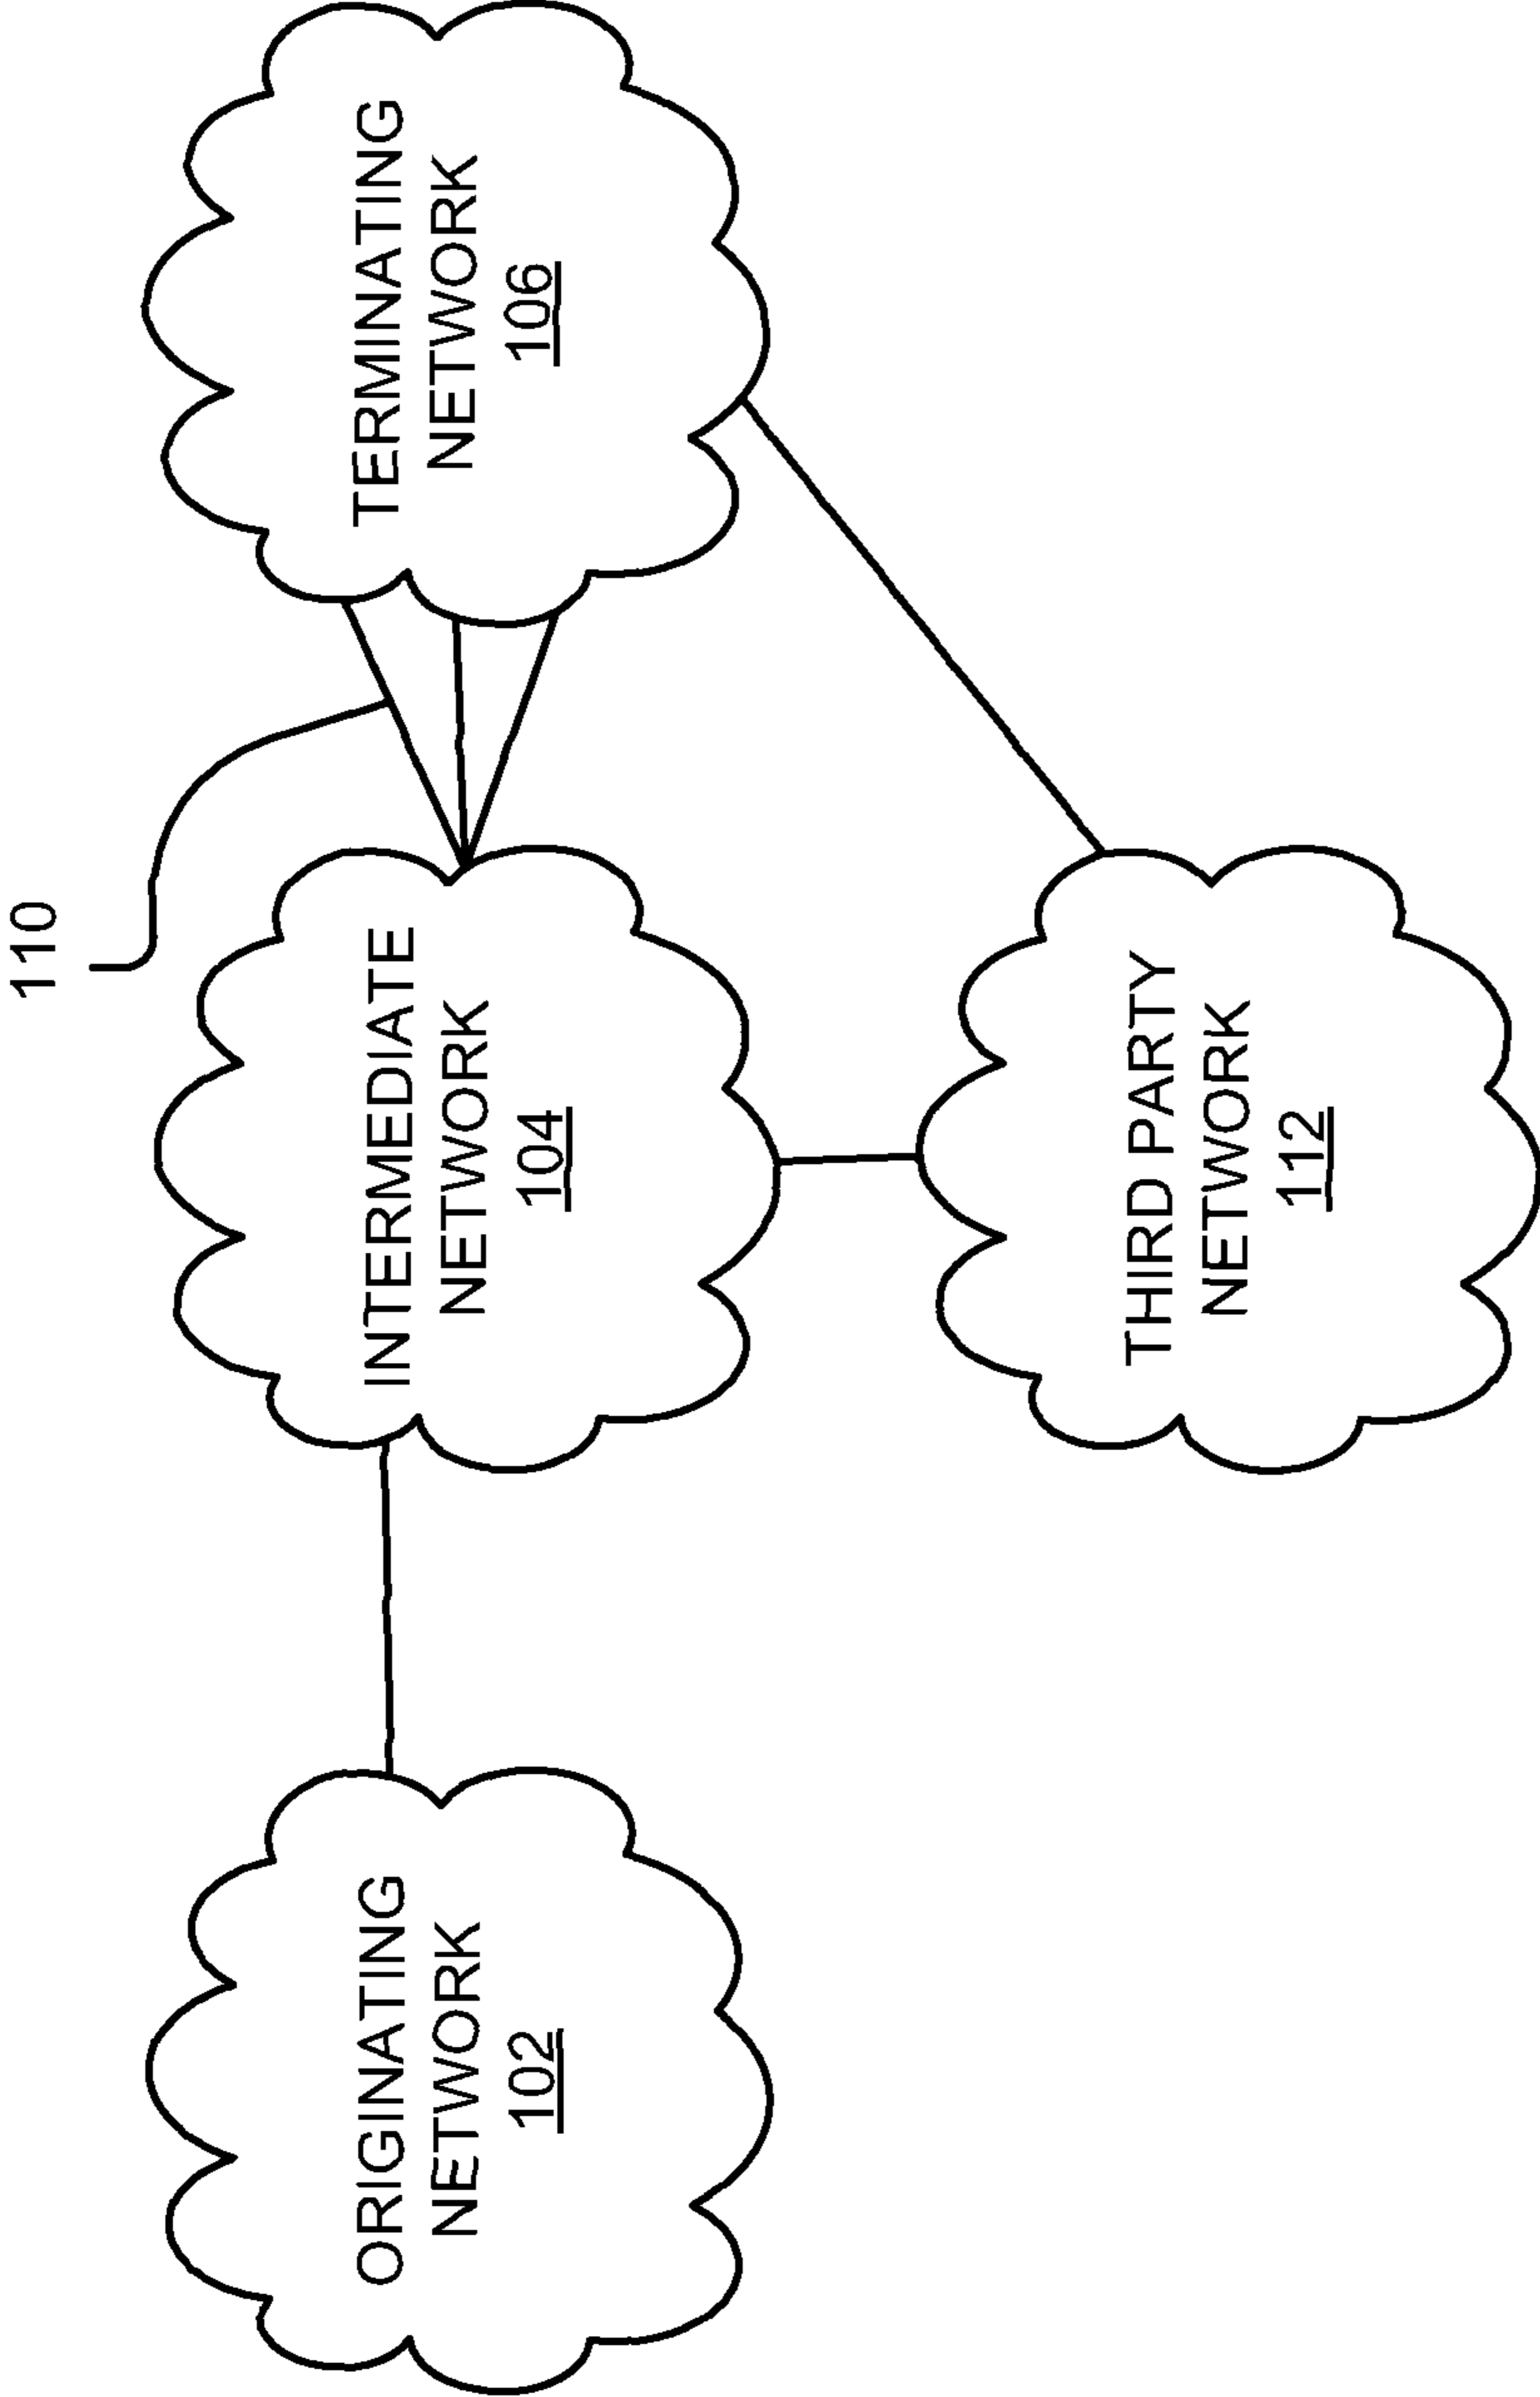 110
ORIGINATING
NETWORK
102
INTERMEDIATE
NETWORK
104
TERMINATING
NETWORK
106
THIRD PARTY
NETWORK
112